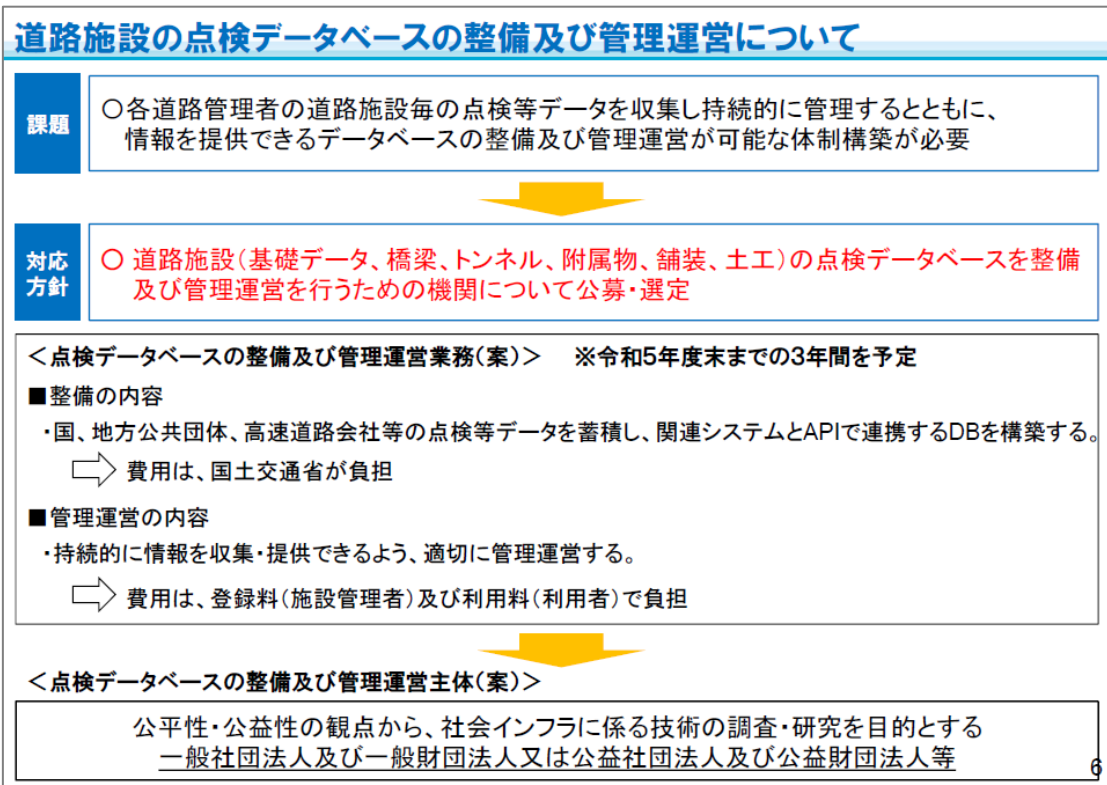 道路施設の点検データベースの整備及び管理運営について
課題
○各道路管理者の道路施設毎の点検等データを収集し持続的に管理するとともに、
情報を提供できるデータベースの整備及び管理運営が可能な体制構築が必要
対応
方針
○ 道路施設(基礎データ、橋梁、トンネル、附属物、舗装、土工)の点検データベースを整備
及び管理運営を行うための機関について公募・選定
＜点検データベースの整備及び管理運営業務(案)＞　※令和5年度末までの3年間を予定
■整備の内容
・国、地方公共団体、高速道路会社等の点検等データを蓄積し、関連システムとAPIで連携するDBを構築する。
費用は、国土交通省が負担
■管理運営の内容
・持続的に情報を収集・提供できるよう、適切に管理運営する。
費用は、登録料(施設管理者)及び利用料(利用者)で負担
＜点検データベースの整備及び管理運営主体(案)＞
公平性・公益性の観点から、社会インフラに係る技術の調査・研究を目的とする
一般社団法人及び一般財団法人又は公益社団法人及び公益財団法人等
6